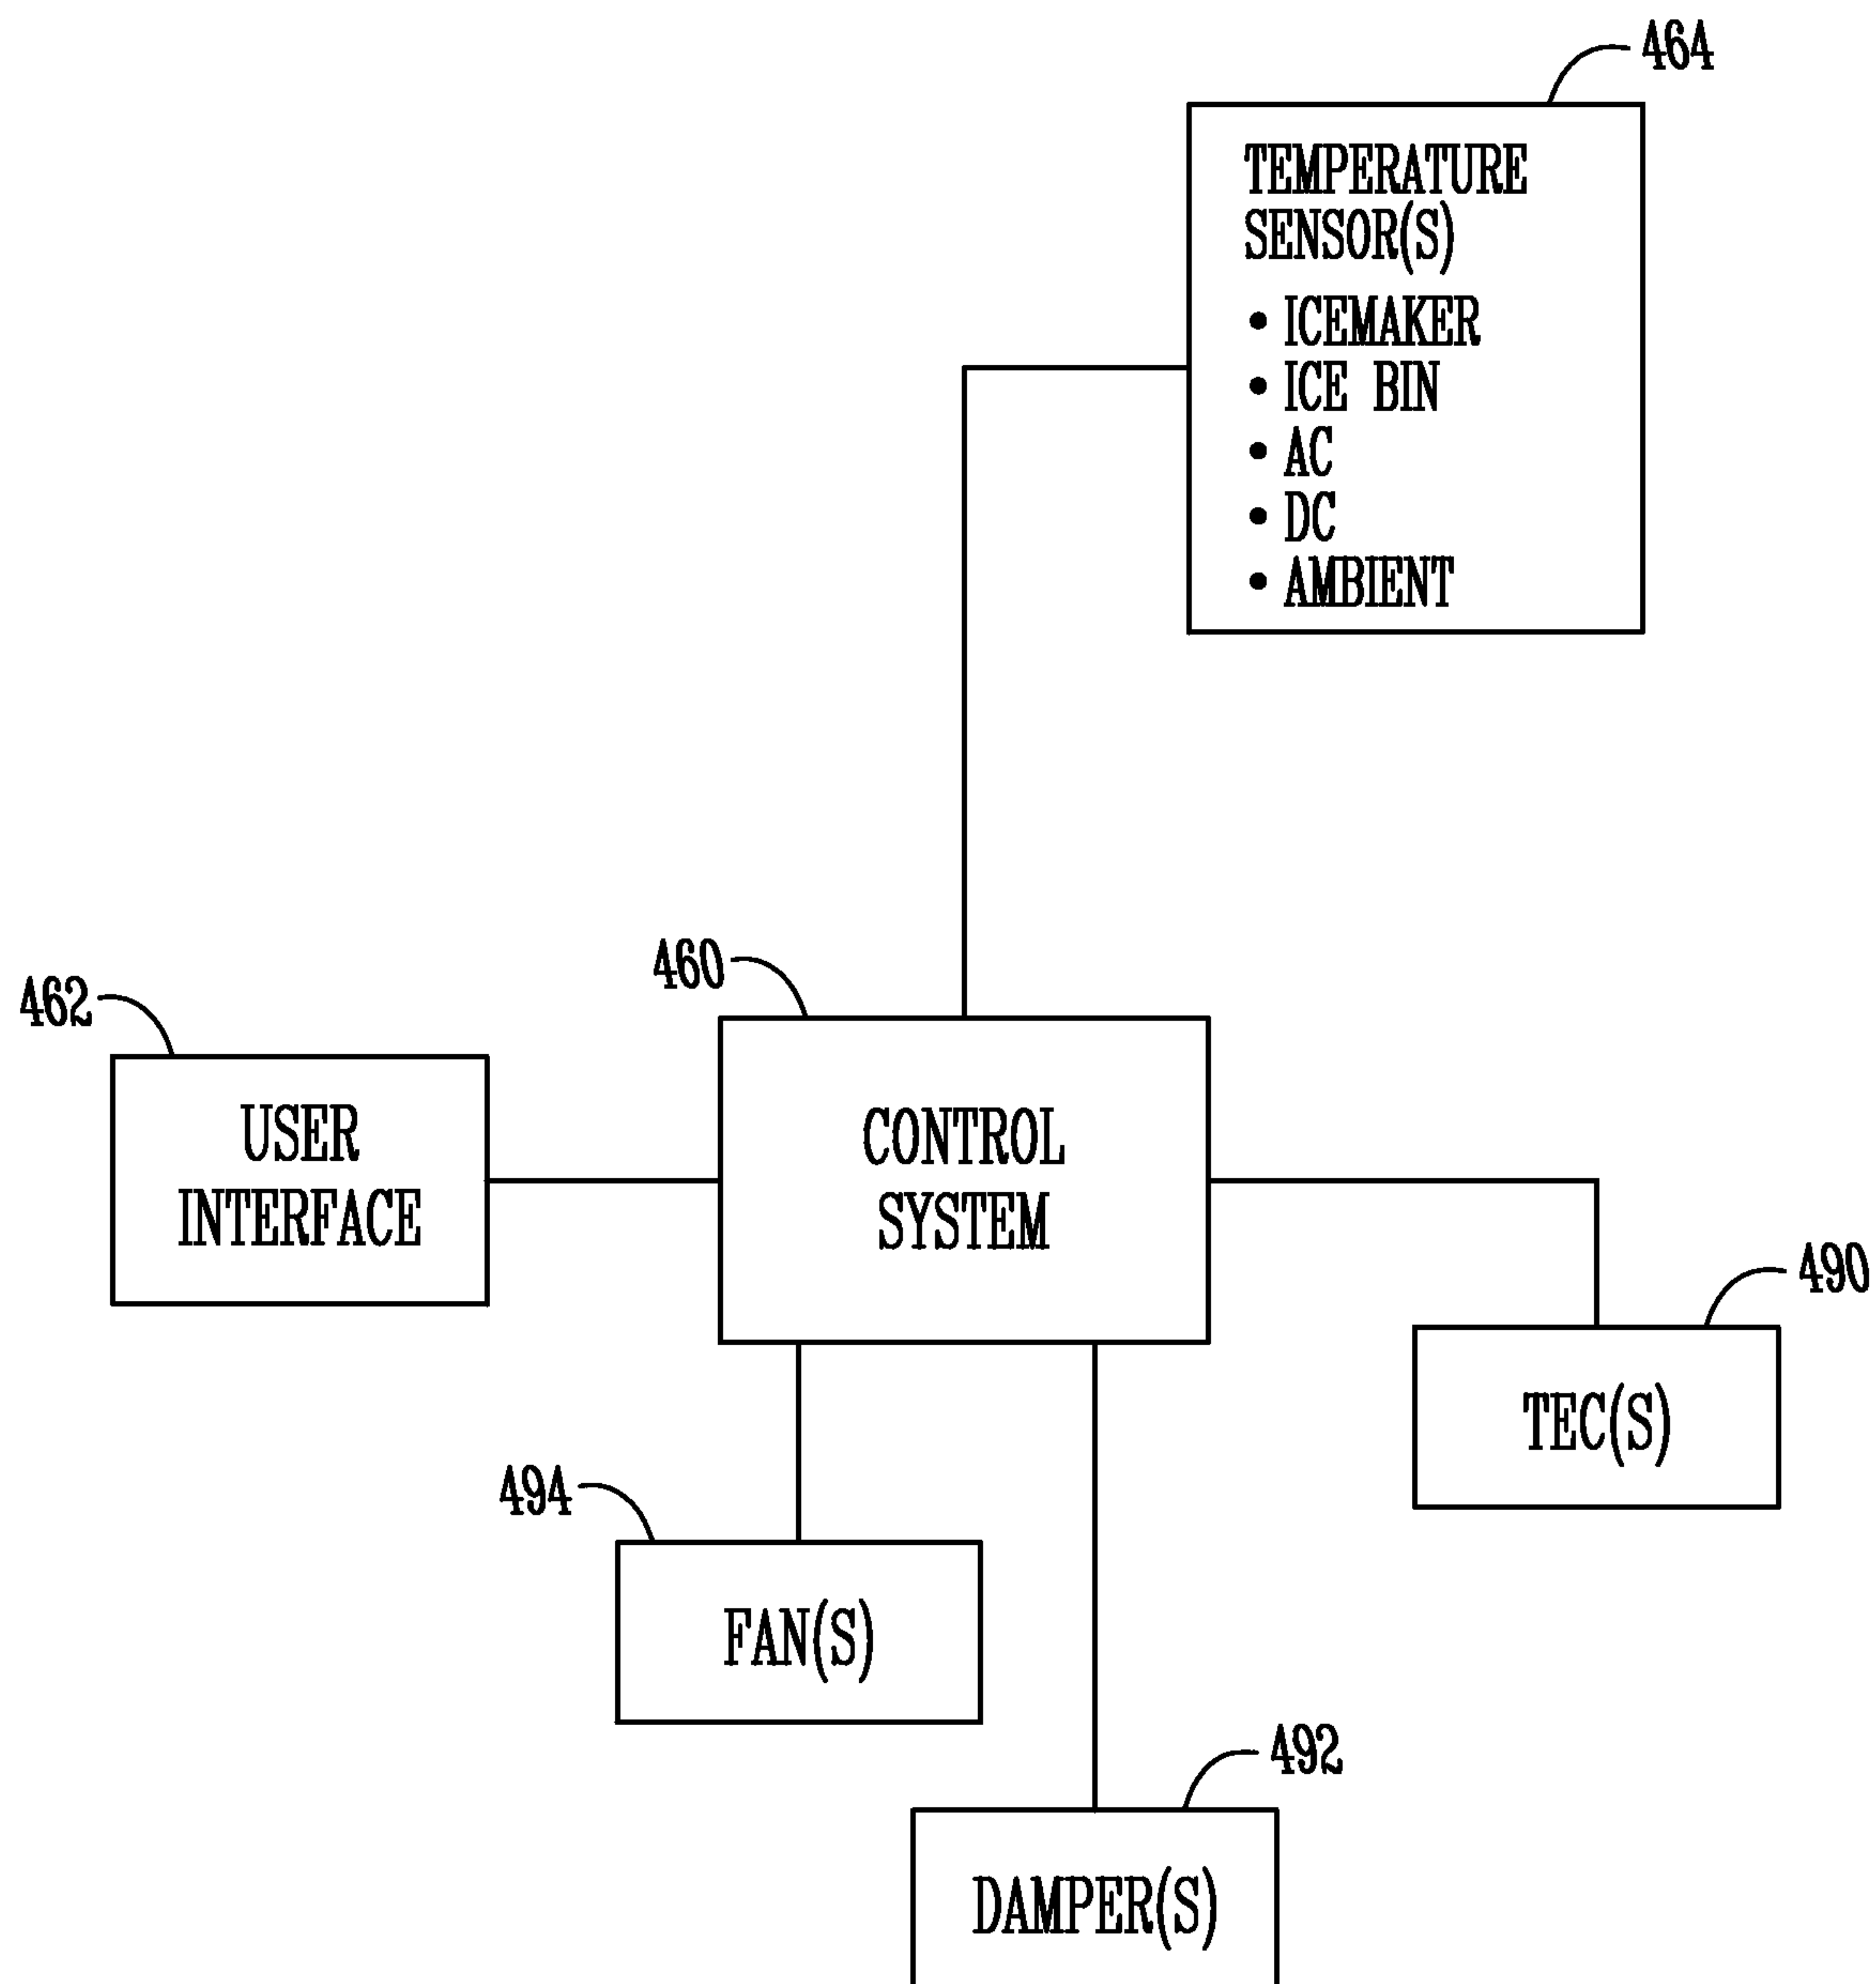 464
TEMPERATURE
SENSOR(S)
• ICEMAKER
• ICE BIN
• AC
• DC
• AMBIENT
460
462
USER
INTERFACE
CONTROL
SYSTEM
490
TEC(S)
494
FAN(S)
492
DAMPER(S)